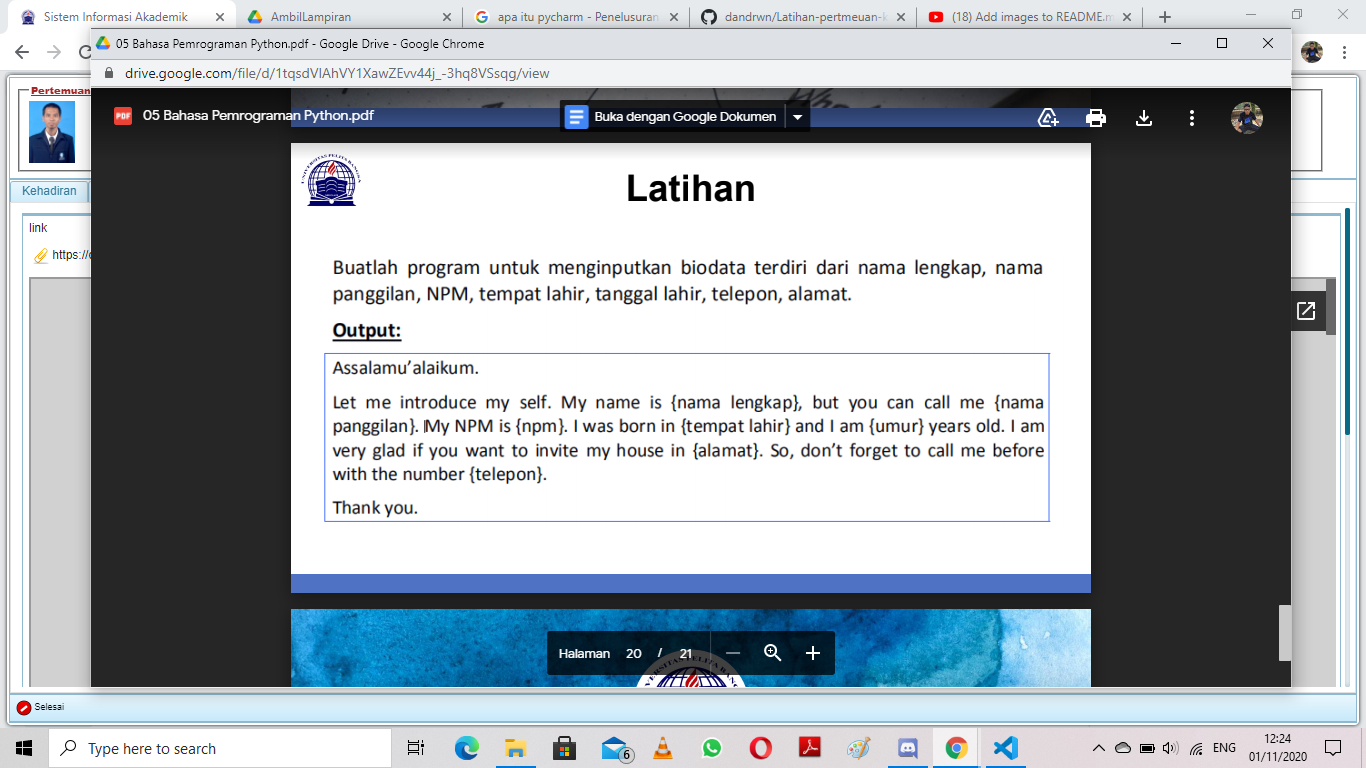 Sistem Informasi Akademik
AmbilLampiran
apa itu pycharm - Penelusuran
dandrwn/Latihan-pertmeuan-k
(18) Add images to README.m
05 Bahasa Pemrograman Python.pdf - Google Drive - Google Chrome
drive.google.com/file/d/1tqsdVIAhVY1XawZEvv44j_-3hq8VSsqg/view
Pertemuan
PDF
05 Bahasa Pemrograman Python.pdf
Buka dengan Google Dokumen
Kehadiran
link
https://
UNIVERSITAS PELITA BANGSA
Latihan
Buatlah program untuk menginputkan biodata terdiri dari nama lengkap, nama
panggilan, NPM, tempat lahir, tanggal lahir, telepon, alamat.
Output:
Assalamu’alaikum.
Let me introduce my self. My name is {nama lengkap}, but you can call me {nama
panggilan}. My NPM is {npm}. I was born in {tempat lahir} and I am {umur} years old. I am
very glad if you want to invite my house in {alamat}. So, don’t forget to call me before
with the number {telepon}.
Thank you.
Halaman 20 / 21
Selesai
Type here to search
6
ENG
12:24
01/11/2020